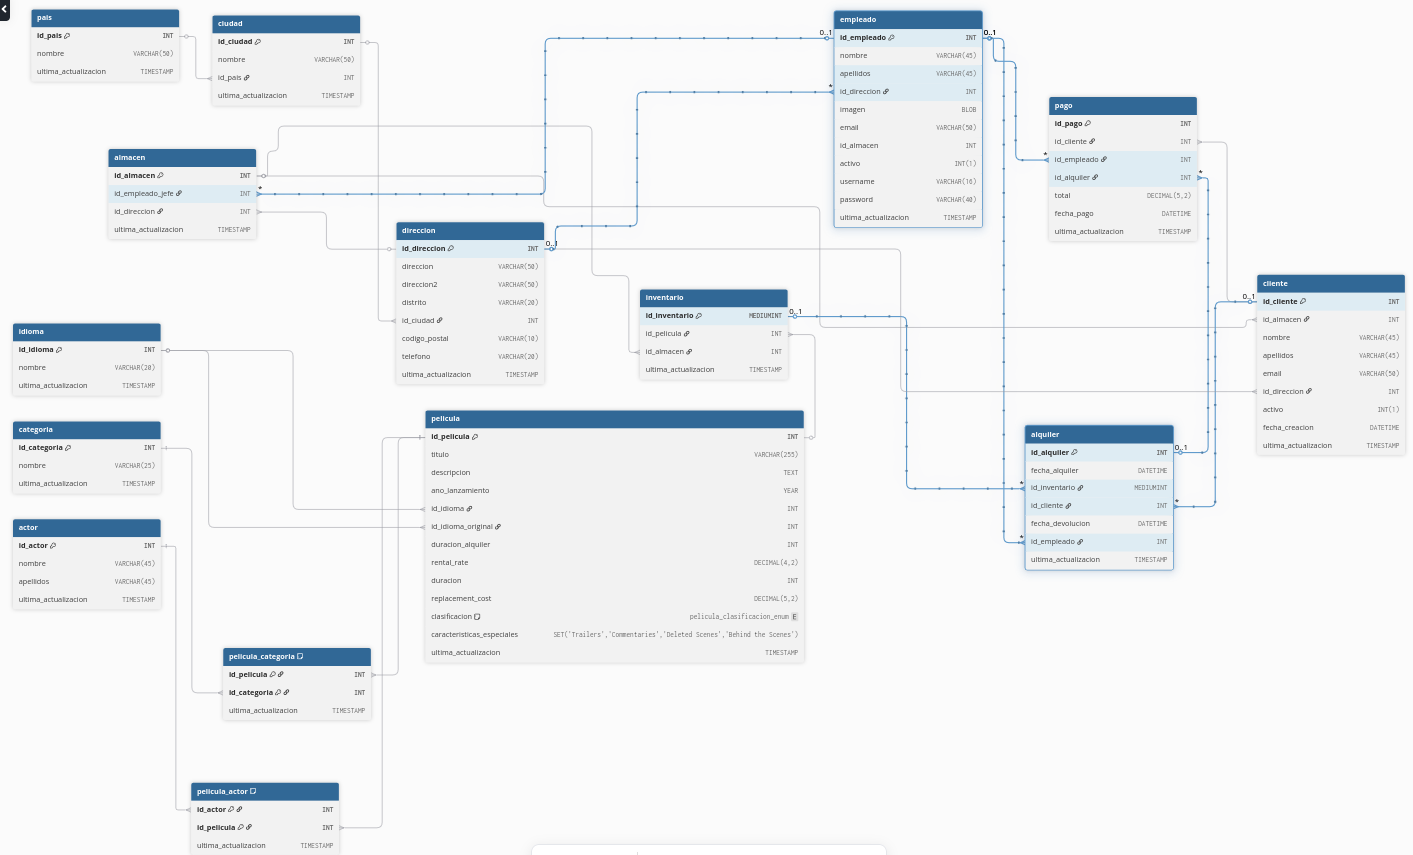 pais
id_pais INT
nombre VARCHAR(50)
ultima_actualizacion TIMESTAMP
ciudad
id_ciudad INT
nombre VARCHAR(50)
id_pais INT
ultima_actualizacion TIMESTAMP
empleado
0..1 id_empleado INT 0..1
nombre VARCHAR(45)
apellidos VARCHAR(45)
* id_direccion INT
imagen BLOB
email VARCHAR(50)
id_almacen INT
activo INT(1)
username VARCHAR(16)
password VARCHAR(40)
ultima_actualizacion TIMESTAMP
pago
id_pago INT
id_cliente INT
* id_empleado INT
id_alquiler INT *
total DECIMAL(5,2)
fecha_pago DATETIME
ultima_actualizacion TIMESTAMP
almacen
id_almacen INT
id_empleado_jefe INT *
id_direccion INT
ultima_actualizacion TIMESTAMP
direccion
id_direccion INT 0..1
direccion VARCHAR(50)
direccion2 VARCHAR(50)
distrito VARCHAR(20)
id_ciudad INT
codigo_postal VARCHAR(10)
telefono VARCHAR(20)
ultima_actualizacion TIMESTAMP
inventario
id_inventario MEDIUMINT 0..1
id_pelicula INT
id_almacen INT
ultima_actualizacion TIMESTAMP
cliente
0..1 id_cliente INT
id_almacen INT
nombre VARCHAR(45)
apellidos VARCHAR(45)
email VARCHAR(50)
id_direccion INT
activo INT(1)
fecha_creacion DATETIME
ultima_actualizacion TIMESTAMP
idioma
id_idioma INT
nombre VARCHAR(20)
ultima_actualizacion TIMESTAMP
categoria
id_categoria INT
nombre VARCHAR(25)
ultima_actualizacion TIMESTAMP
actor
id_actor INT
nombre VARCHAR(45)
apellidos VARCHAR(45)
ultima_actualizacion TIMESTAMP
pelicula
id_pelicula INT
titulo VARCHAR(255)
descripcion TEXT
ano_lanzamiento YEAR
id_idioma INT
id_idioma_original INT
duracion_alquiler INT
rental_rate DECIMAL(4,2)
duracion INT
replacement_cost DECIMAL(5,2)
clasificacion pelicula_clasificacion_enum E
caracteristicas_especiales SET('Trailers','Commentaries','Deleted Scenes','Behind the Scenes')
ultima_actualizacion TIMESTAMP
alquiler
id_alquiler INT 0..1
fecha_alquiler DATETIME
* id_inventario MEDIUMINT
id_cliente INT *
fecha_devolucion DATETIME
* id_empleado INT
ultima_actualizacion TIMESTAMP
pelicula_categoria
id_pelicula INT
id_categoria INT
ultima_actualizacion TIMESTAMP
pelicula_actor
id_actor INT
id_pelicula INT
ultima_actualizacion TIMESTAMP